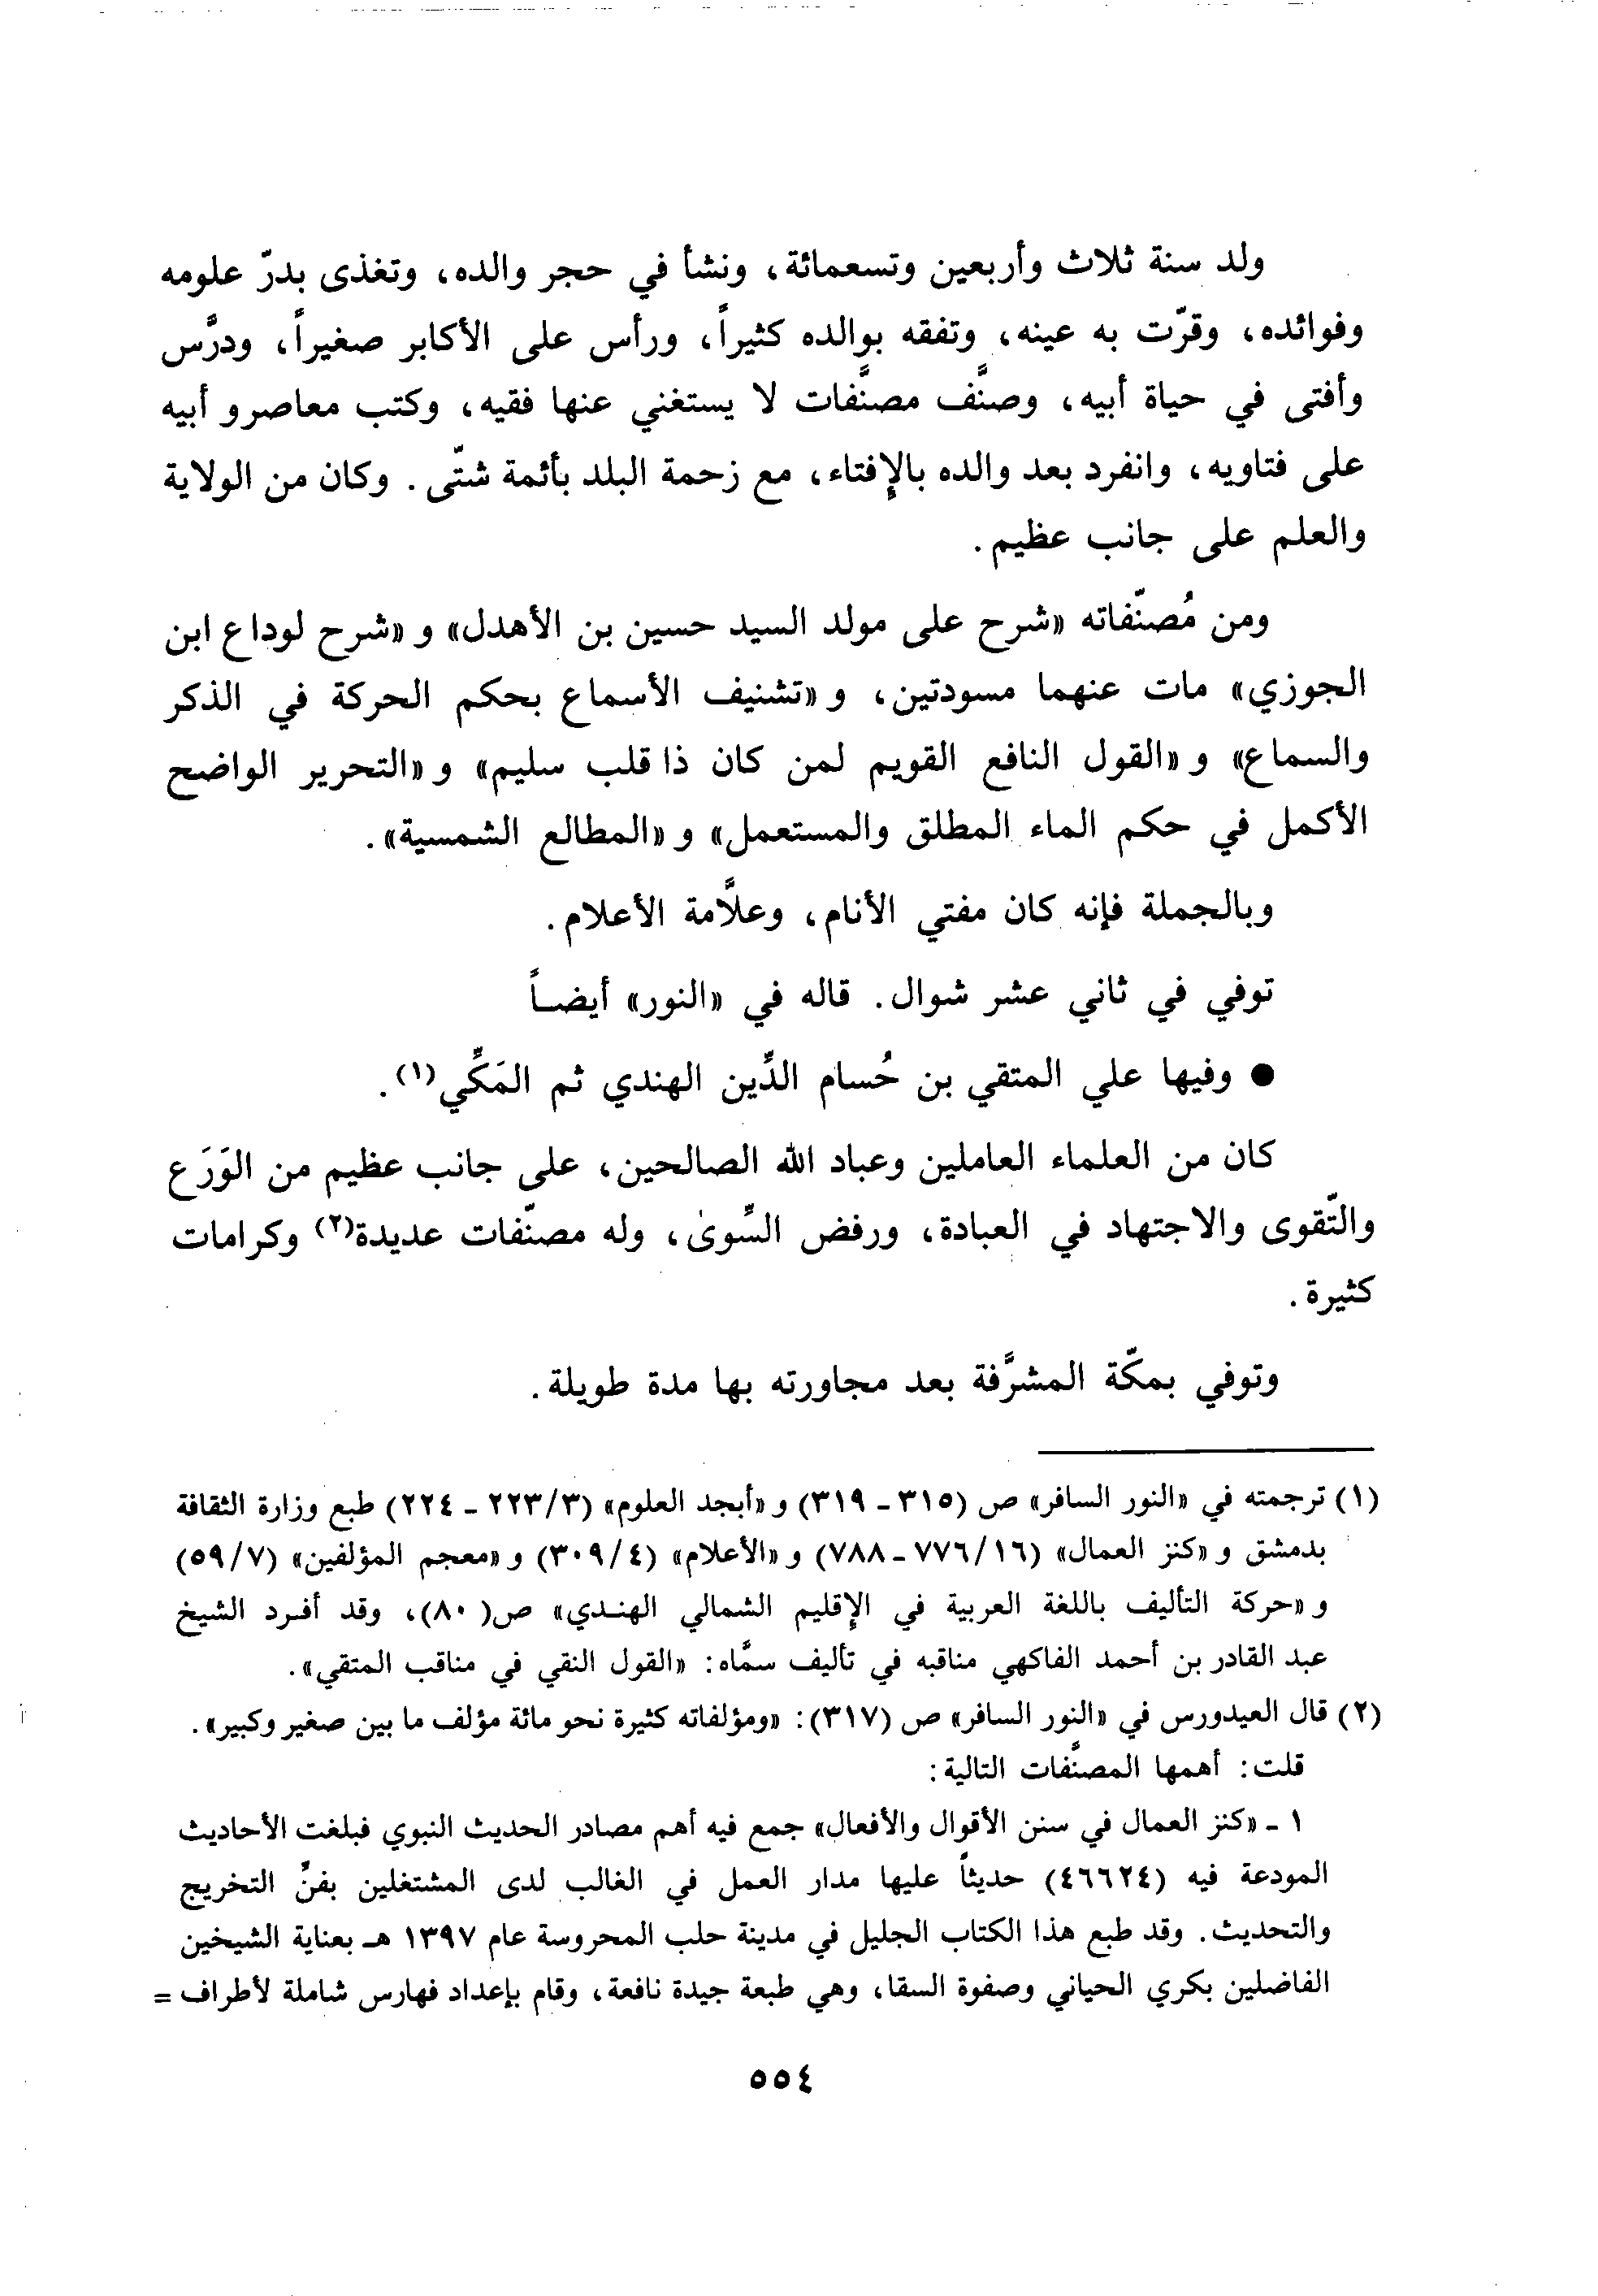 ولد سنة ثلاث وأربعين وتسعمائة، ونشأ في حجر والده، وتغذى بدرّ علومه
وفوائده، وقرّت به عينه، وتفقه بوالده كثيراً، ورأس على الأكابر صغيراً، ودرَّس
وأفتى في حياة أبيه، وصنَّف مصنَّفات لا يستغني عنها فقيه، وكتب معاصرو أبيه
على فتاويه، وانفرد بعد والده بالإِفتاء، مع زحمة البلد بأئمة شتّى. وكان من الولاية
والعلم على جانب عظيم.
ومن مُصنّفاته «شرح على مولد السيد حسين بن الأهدل» و «شرح لوداع ابن
الجوزي» مات عنهما مسودتين، و «تشنيف الأسماع بحكم الحركة في الذكر
والسماع» و «القول النافع القويم لمن كان ذا قلب سليم» و «التحرير الواضح
الأكمل في حكم الماء المطلق والمستعمل» و «المطالع الشمسية».
وبالجملة فإنه كان مفتي الأنام، وعلاَّمة الأعلام.
توفي في ثاني عشر شوال. قاله في «النور» أيضاً
● وفيها علي المتقي بن حُسام الدِّين الهندي ثم المَكِّي(١).
كان من العلماء العاملين وعباد الله الصالحين، على جانب عظيم من الوَرَع
والتّقوى والاجتهاد في العبادة، ورفض السِّوىٰ، وله مصنّفات عديدة(٢) وكرامات
كثيرة.
وتوفي بمكّة المشرَّفة بعد مجاورته بها مدة طويلة.
(١) ترجمته في «النور السافر» ص (٣١٥ - ٣١٩) و «أبجد العلوم» (٢٢٣/٣ - ٢٢٤) طبع وزارة الثقافة
بدمشق و «كنز العمال» (٧٧٦/١٦ - ٧٨٨) و «الأعلام» (٣٠٩/٤) و «معجم المؤلفين» (٥٩/٧)
و «حركة التأليف باللغة العربية في الإِقليم الشمالي الهندي» ص( ٨٠)، وقد أفرد الشيخ
عبد القادر بن أحمد الفاكهي مناقبه في تأليف سمَّاه: «القول النقي في مناقب المتقي».
(٢) قال العيدورس في «النور السافر» ص (٣١٧): «ومؤلفاته كثيرة نحو مائة مؤلف ما بين صغير وكبير».
قلت: أهمها المصنَّفات التالية:
١ - «كنز العمال في سنن الأقوال والأفعال» جمع فيه أهم مصادر الحديث النبوي فبلغت الأحاديث
المودعة فيه (٤٦٦٢٤) حديثاً عليها مدار العمل في الغالب لدى المشتغلين بفنِّ التخريج
والتحديث. وقد طبع هذا الكتاب الجليل في مدينة حلب المحروسة عام ١٣٩٧ هـ بعناية الشيخين
الفاضلين بكري الحياني وصفوة السقا، وهي طبعة جيدة نافعة، وقام بإعداد فهارس شاملة لأطراف =
٥٥٤